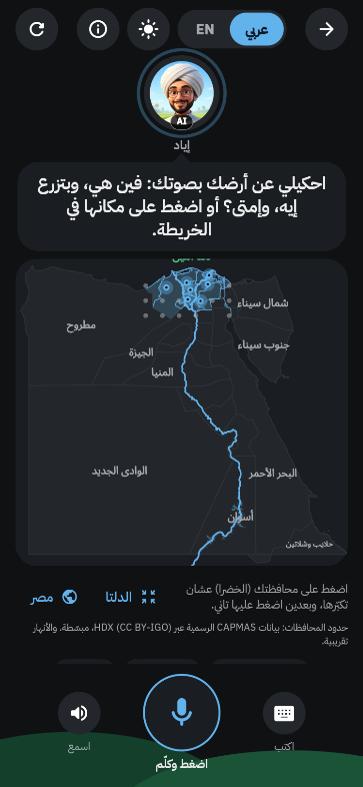 عربي
EN
AI
إياد
احكيلي عن أرضك بصوتك: فين هي، وبتزرع
إيه، وإمتى؟ أو اضغط على مكانها في
الخريطة.
شمال سيناء
مطروح
جنوب سيناء
الجيزة
المنيا
الوادى الجديد
البحر الأحمر
أسوان
حلايب وشلاتين
اضغط على محافظتك (الخضرا) عشان
تكبّرها، وبعدين اضغط عليها تاني.
الدلتا
مصر
حدود المحافظات: بيانات CAPMAS الرسمية عبر HDX (CC BY-IGO)، مبسّطة. والأنهار
تقريبية.
اكتب
اسمع
اضغط وكلّم